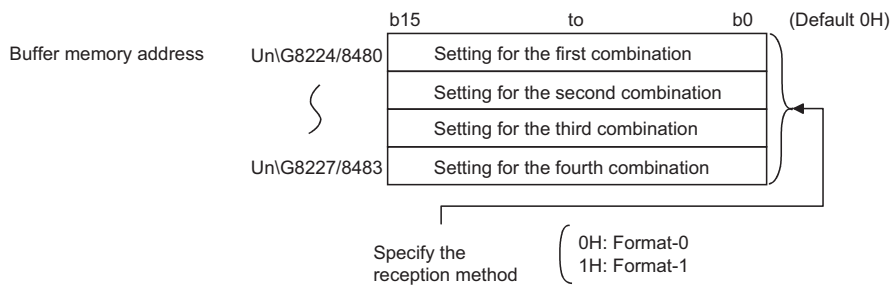 b15 to b0 (Default 0H)
Buffer memory address Un\G8224/8480 Setting for the first combination
Setting for the second combination
Setting for the third combination
Un\G8227/8483 Setting for the fourth combination
Specify the
reception method
0H: Format-0
1H: Format-1